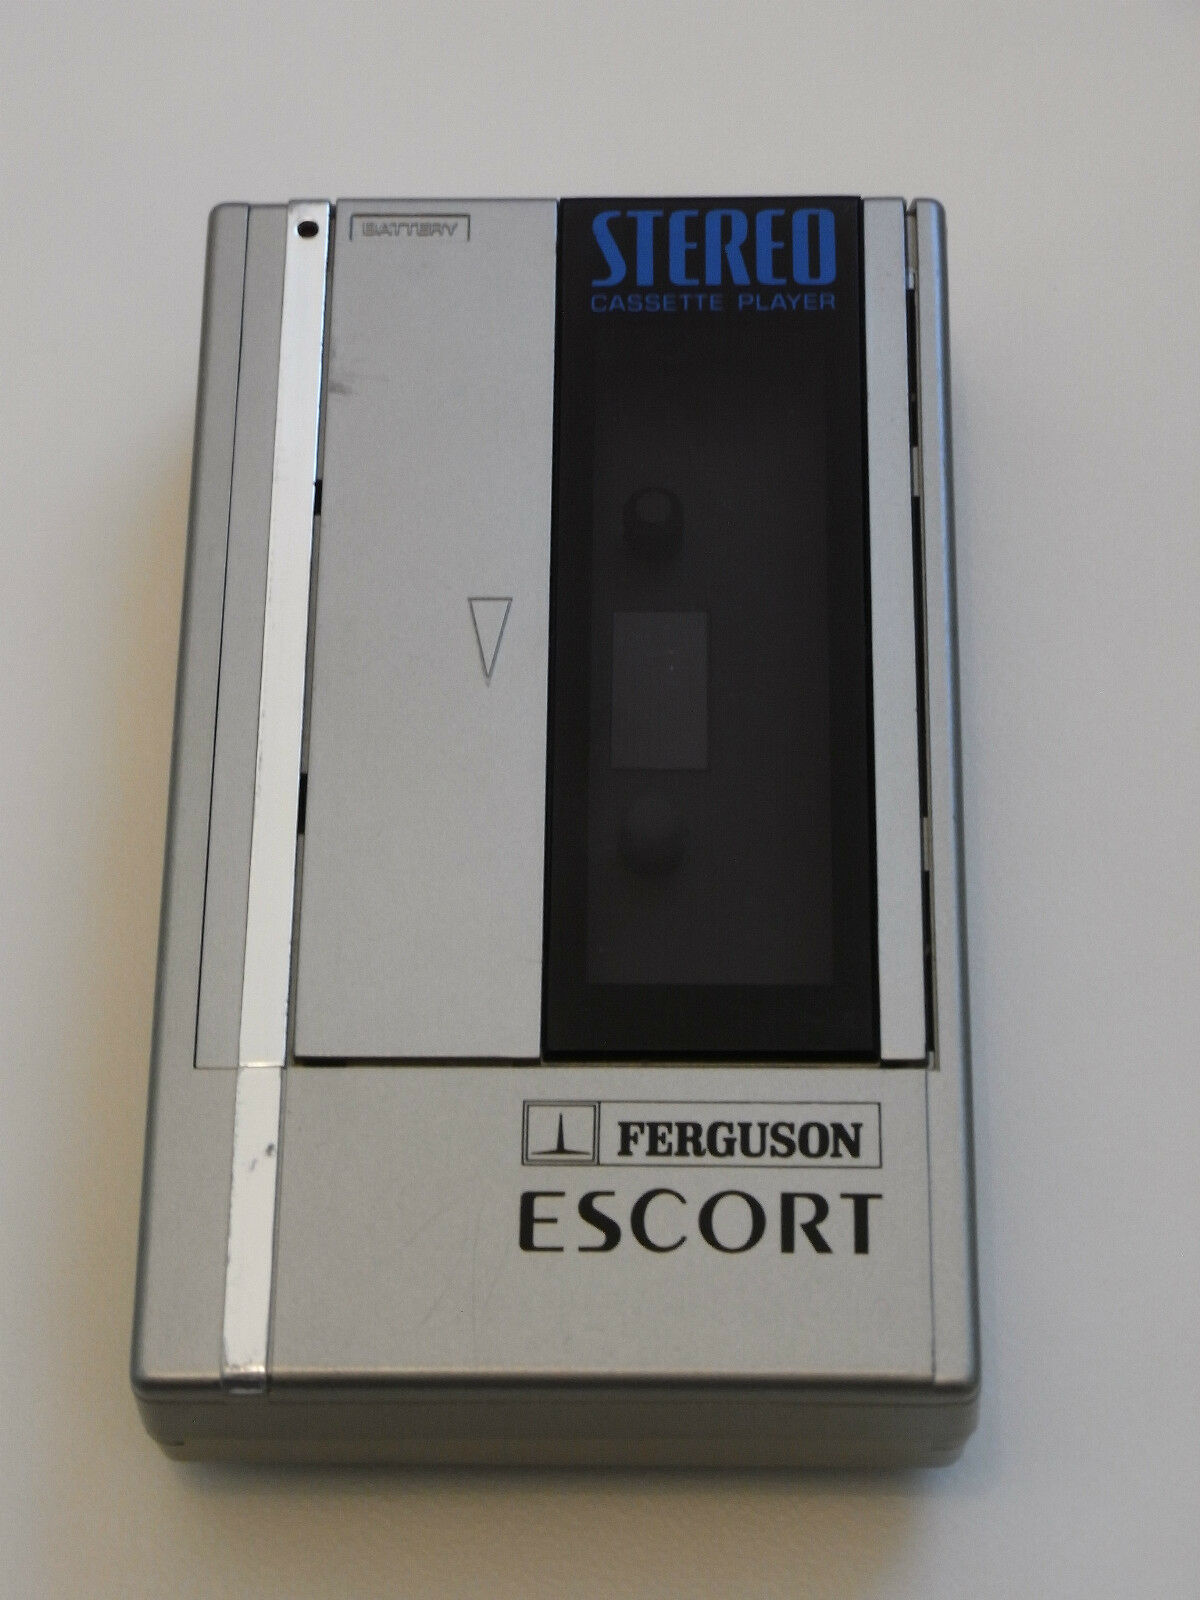 BATTERY
STEREO
CASSETTE PLAYER
FERGUSON
ESCORT